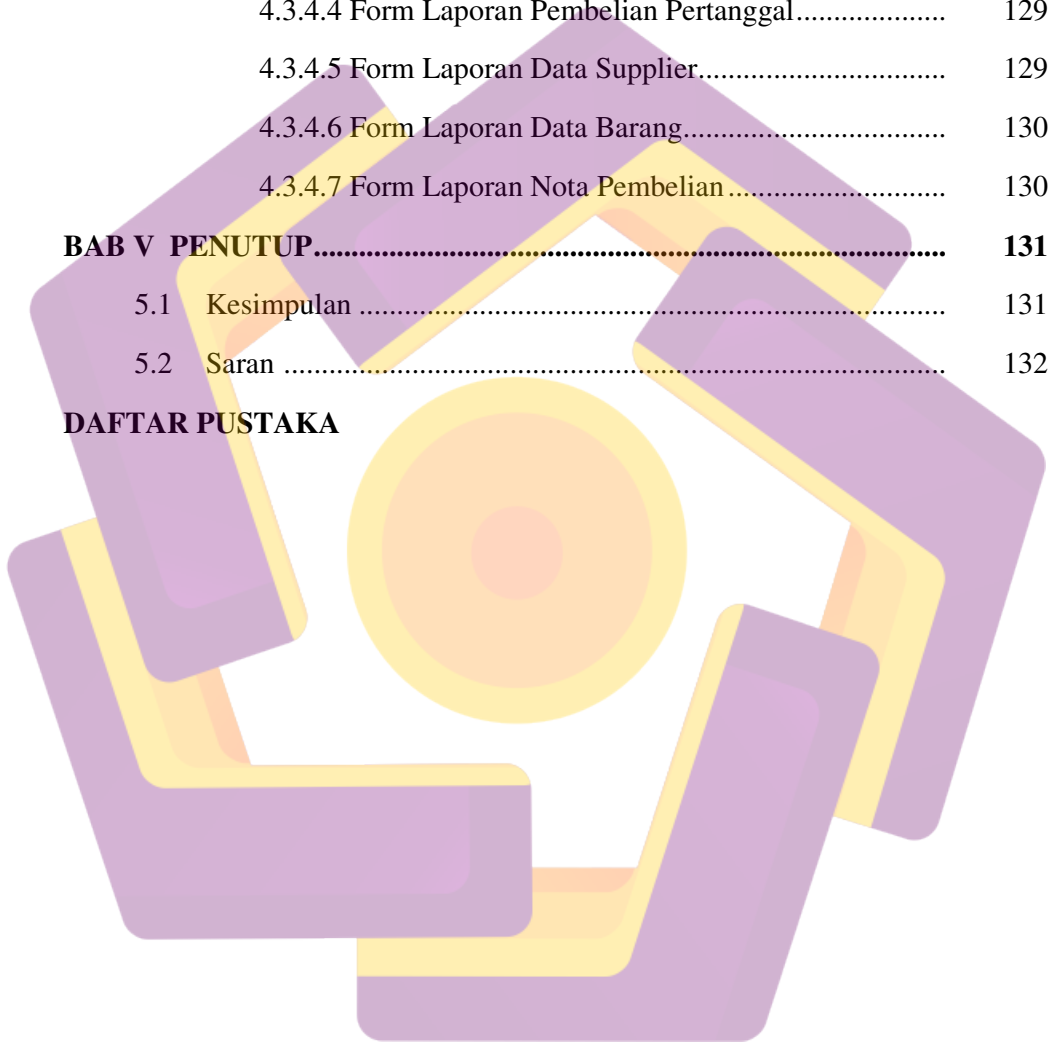 4.3.4.4 Form Laporan Pembelian Pertanggal.................... 129
4.3.4.5 Form Laporan Data Supplier................................. 129
4.3.4.6 Form Laporan Data Barang................................... 130
4.3.4.7 Form Laporan Nota Pembelian ............................. 130
BAB V PENUTUP.................................................................................... 131
5.1 Kesimpulan .............................................................................. 131
5.2 Saran ........................................................................................ 132
DAFTAR PUSTAKA